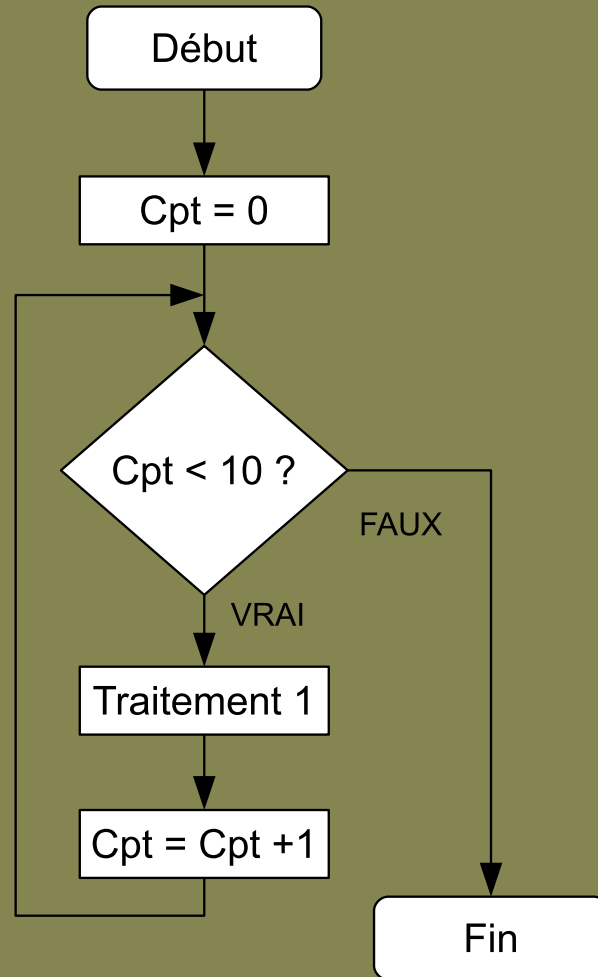 Début
Cpt = 0
Cpt < 10 ?
FAUX
VRAI
Traitement 1
Cpt = Cpt +1
Fin